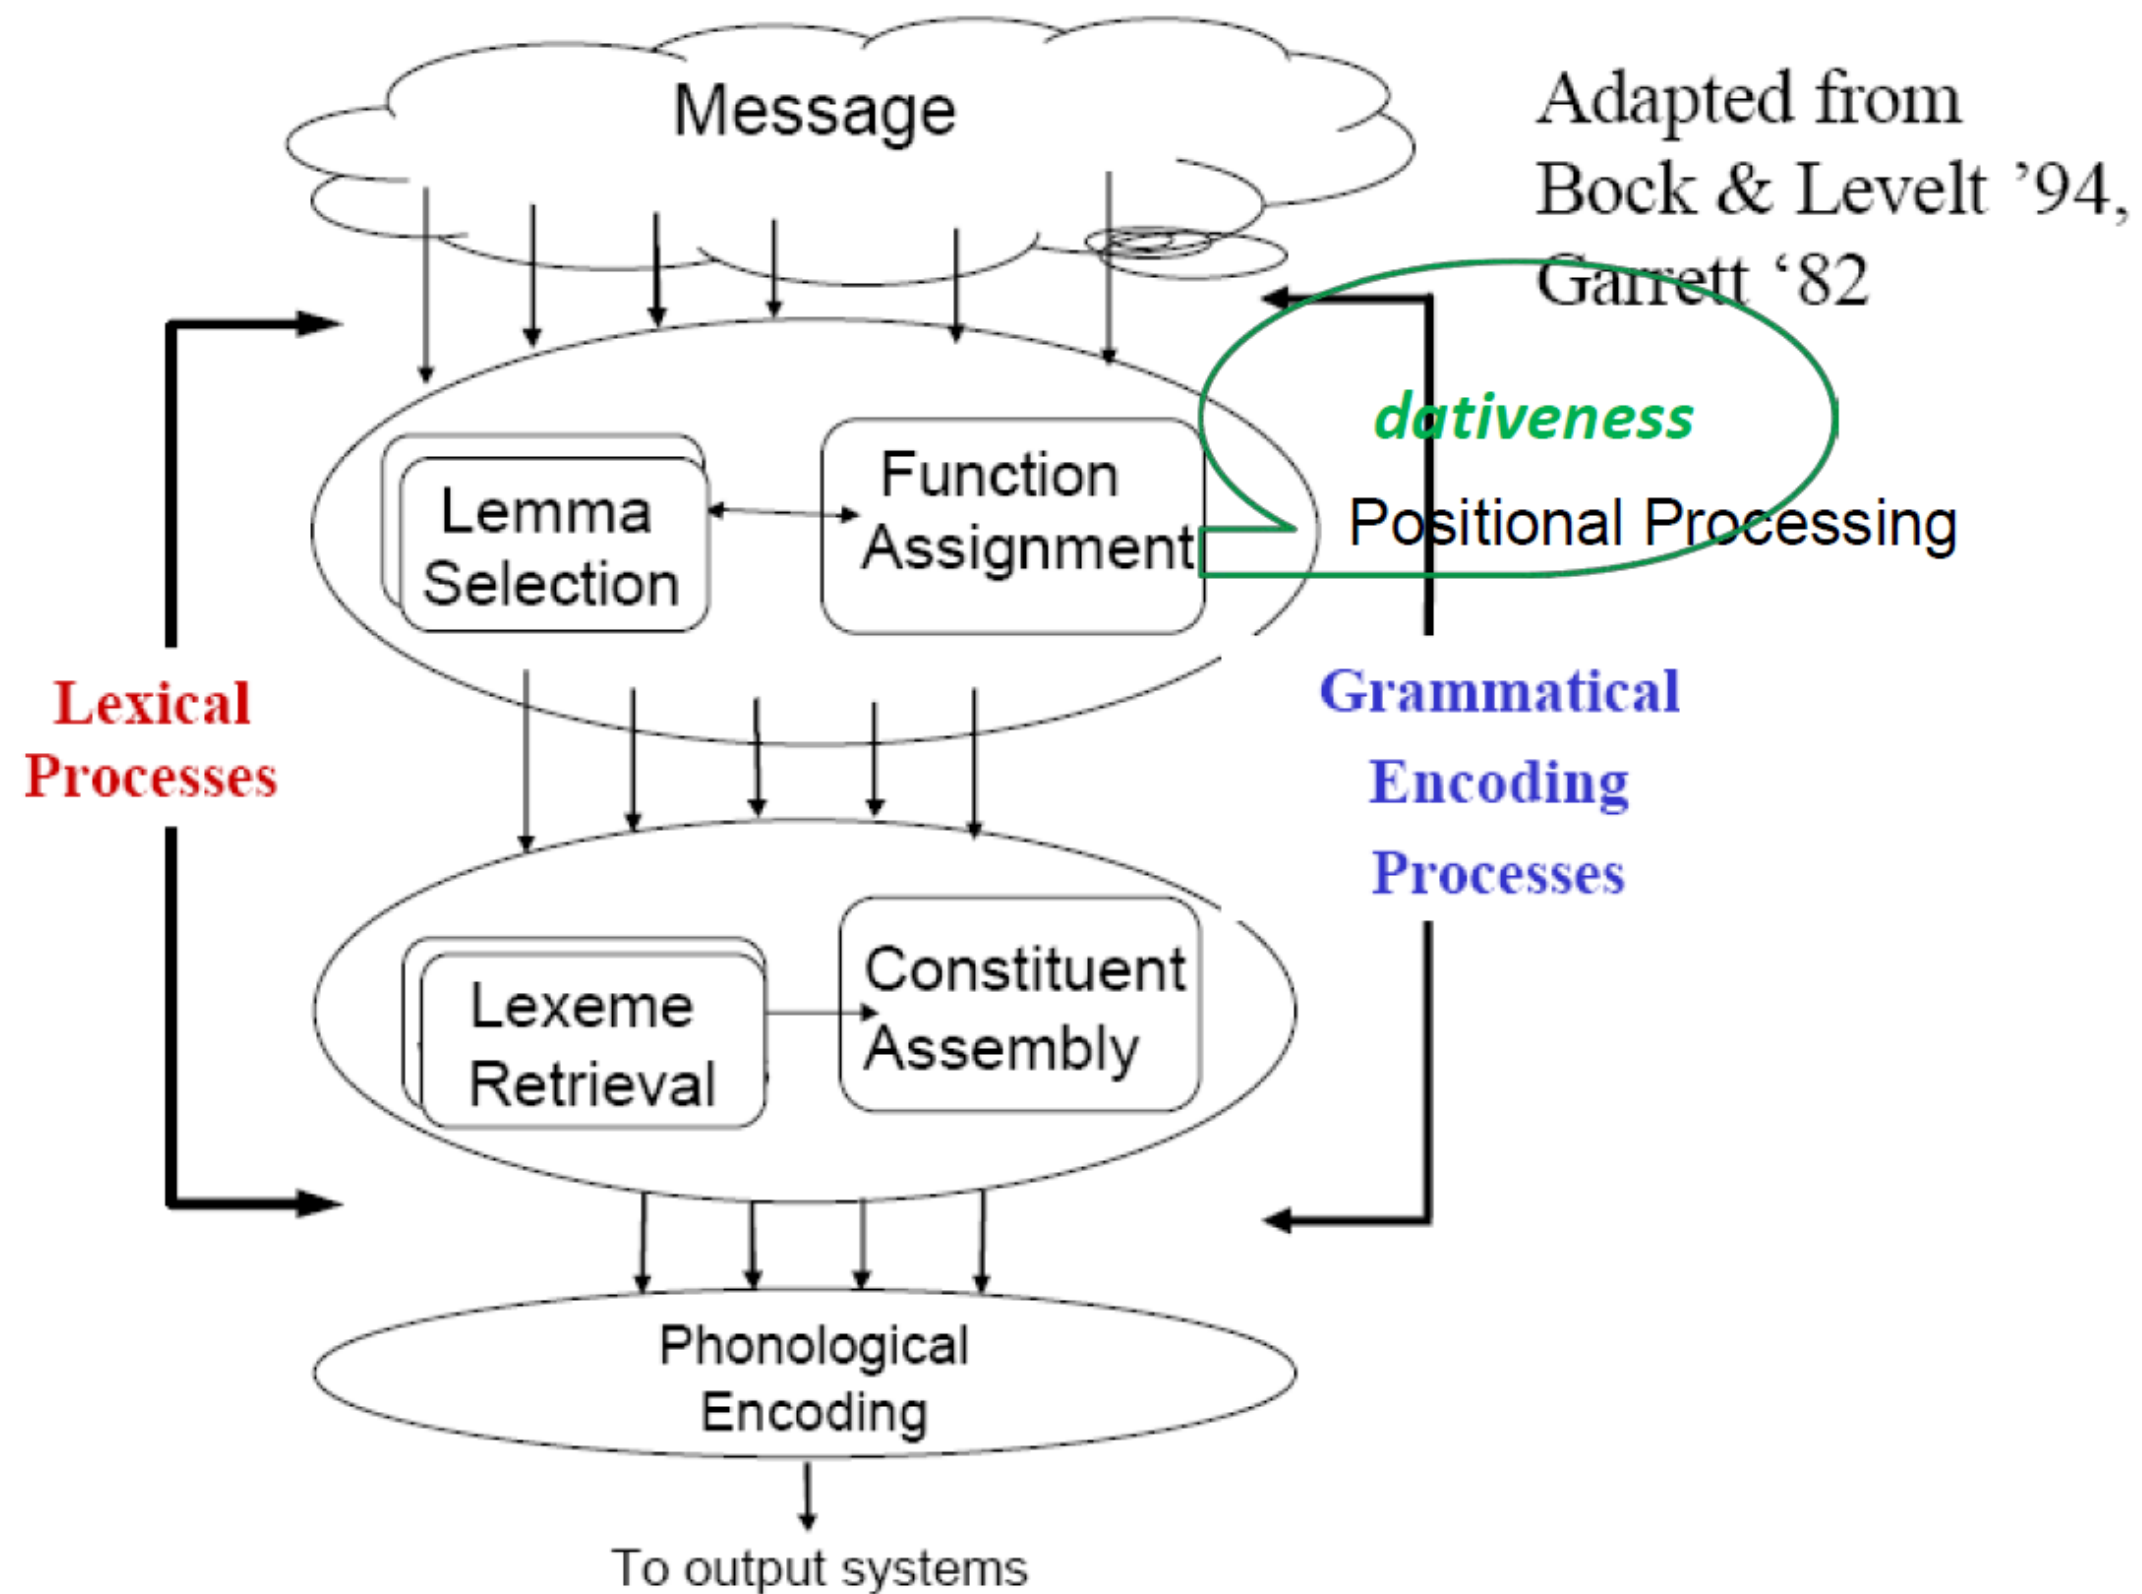 Message
Adapted from
Bock & Levelt ’94,
Garrett ‘82
dativeness
Positional Processing
Lemma
Selection
Function
Assignment
Lexical
Processes
Grammatical
Encoding
Processes
Lexeme
Retrieval
Constituent
Assembly
Phonological
Encoding
To output systems